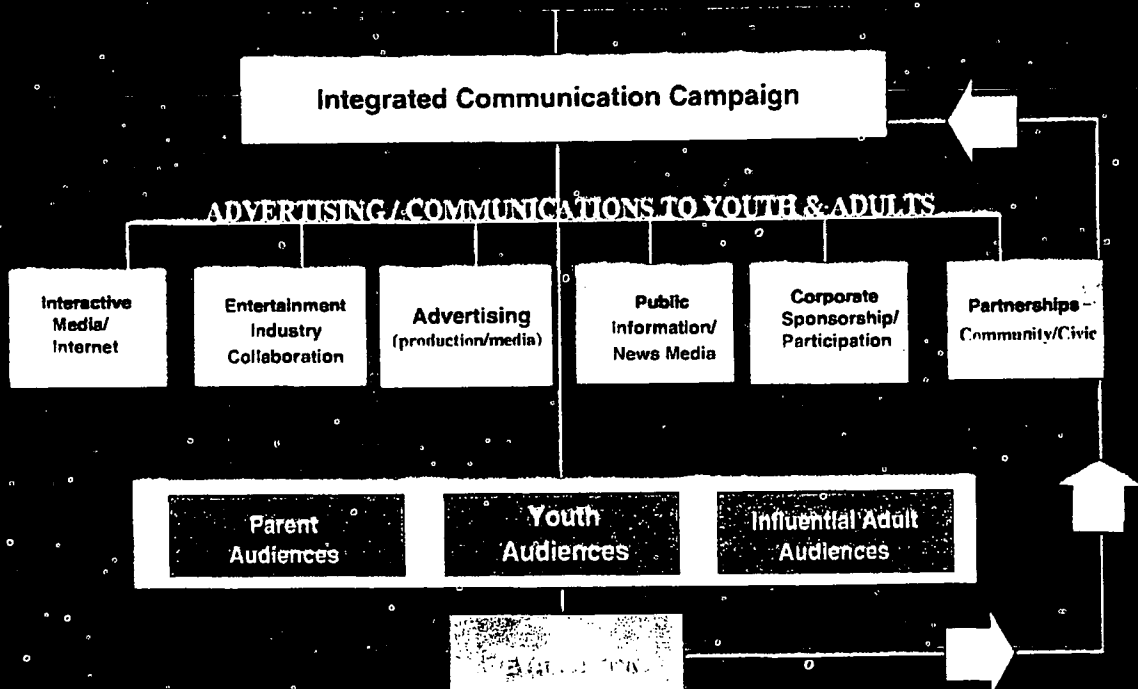 Integrated Communication Campaign
ADVERTISING / COMMUNICATIONS TO YOUTH & ADULTS
Interactive
Media/
Internet
Entertainment
Industry
Collaboration
Advertising
(production/media)
Public
Information/
News Media
Corporate
Sponsorship/
Participation
Partnerships –
Community/Civic
Parent
Audiences
Youth
Audiences
Influential Adult
Audiences